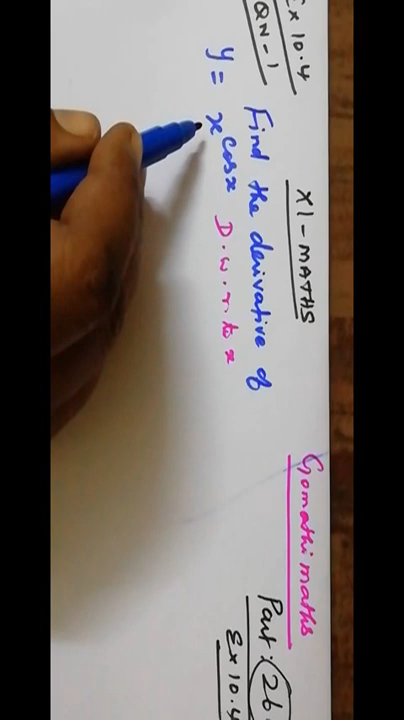 Ex 10.4
QN-1
XI-MATHS
Gomathi maths
Part: 26
Ex 10.4
Find the derivative of
y = x^cosx D.w.r.to x